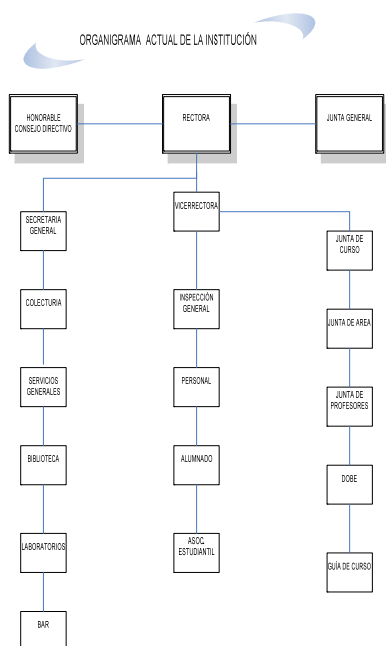 ORGANIGRAMA ACTUAL DE LA INSTITUCIÓN
HONORABLE
CONSEJO DIRECTIVO
RECTORA
JUNTA GENERAL
VICERRECTORA
SECRETARIA
GENERAL
JUNTA DE
CURSO
COLECTURIA
INSPECCIÓN
GENERAL
JUNTA DE AREA
SERVICIOS
GENERALES
PERSONAL
JUNTA DE
PROFESORES
BIBLIOTECA
ALUMNADO
DOBE
LABORATORIOS
ASOC.
ESTUDIANTIL
GUÍA DE CURSO
BAR